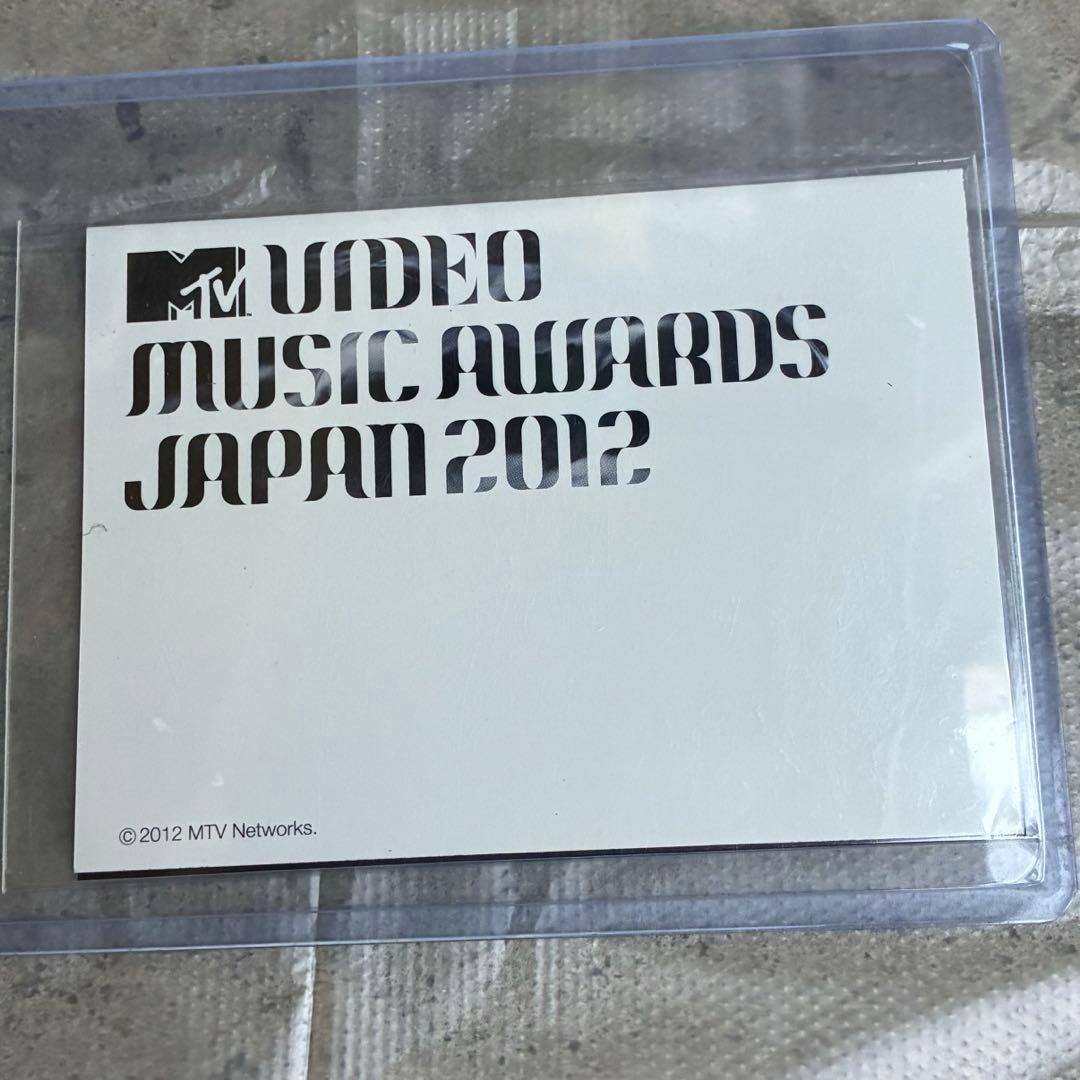 MTV VIDEO
MUSIC AWARDS
JAPAN 2012
© 2012 MTV Networks.